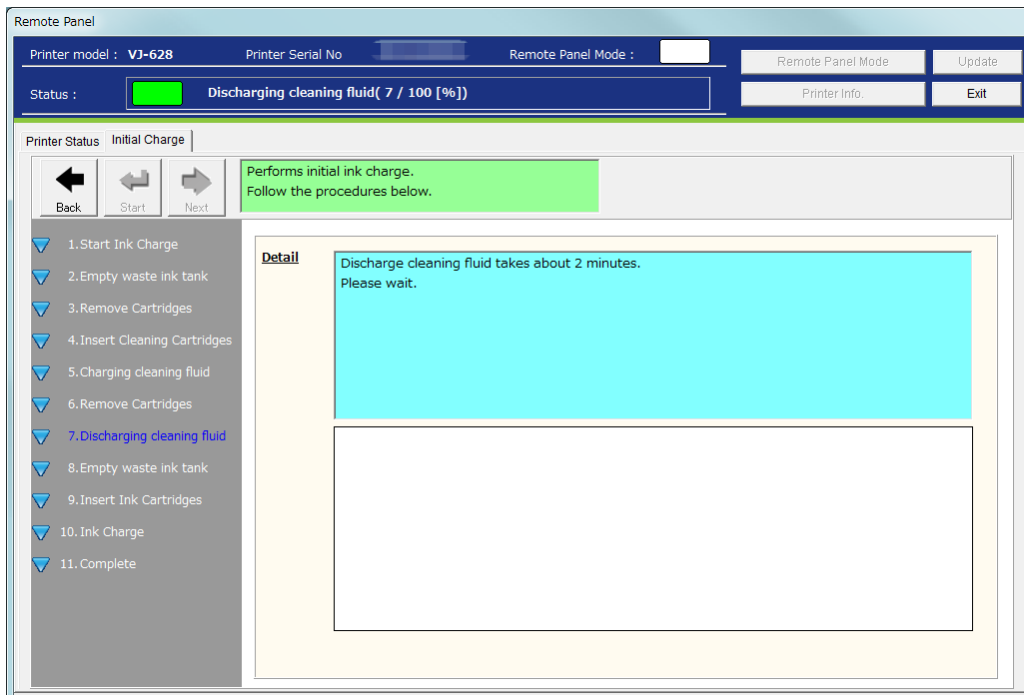 Remote Panel
Printer model : VJ-628 Printer Serial No Remote Panel Mode :
Remote Panel Mode Update
Status : Discharging cleaning fluid( 7 / 100 [%])
Printer Info. Exit
Printer Status Initial Charge
Back Start Next
Performs initial ink charge.
Follow the procedures below.
1.Start Ink Charge
2.Empty waste ink tank
3.Remove Cartridges
4.Insert Cleaning Cartridges
5.Charging cleaning fluid
6.Remove Cartridges
7.Discharging cleaning fluid
8.Empty waste ink tank
9.Insert Ink Cartridges
10.Ink Charge
11.Complete
Detail
Discharge cleaning fluid takes about 2 minutes.
Please wait.